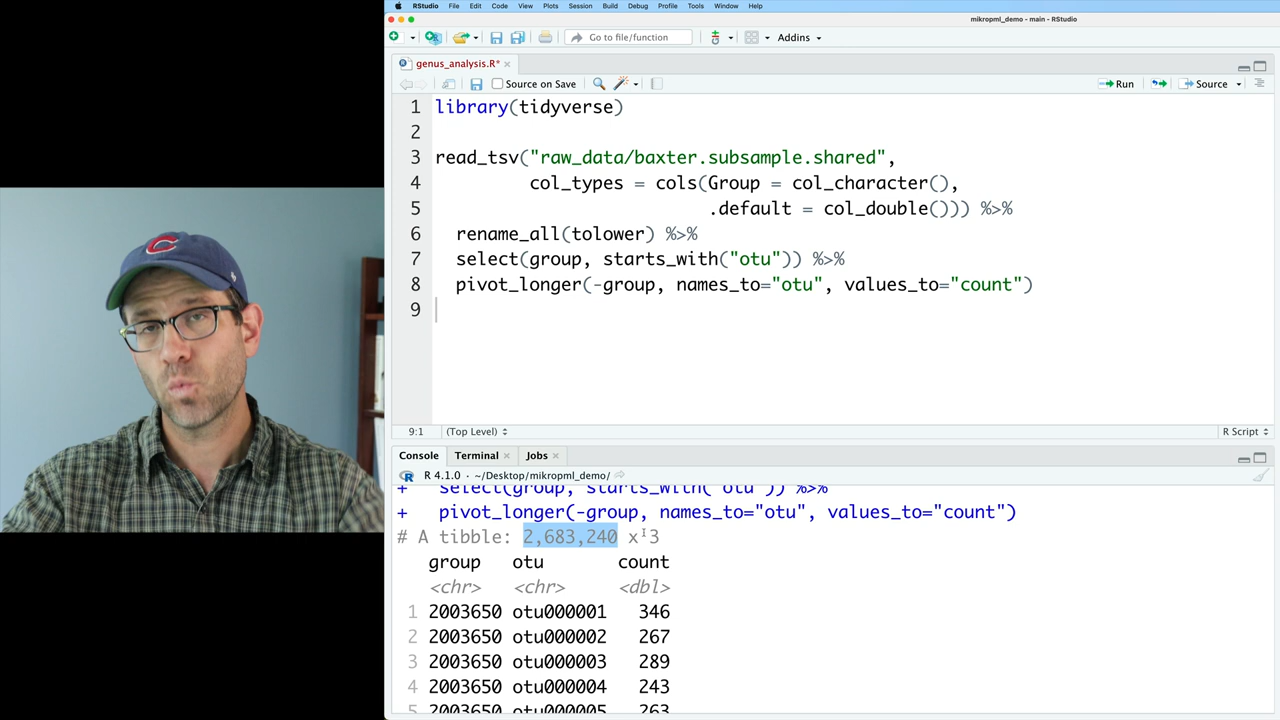 RStudio File Edit Code View Plots Session Build Debug Profile Tools Window Help
mikropml_demo - main - RStudio
Go to file/function Addins
genus_analysis.R*
Source on Save Run Source
1 library(tidyverse)
2
3 read_tsv("raw_data/baxter.subsample.shared",
4 col_types = cols(Group = col_character(),
5 .default = col_double())) %>%
6 rename_all(tolower) %>%
7 select(group, starts_with("otu")) %>%
8 pivot_longer(-group, names_to="otu", values_to="count")
9
9:1 (Top Level) R Script
Console Terminal Jobs
R 4.1.0 · ~/Desktop/mikropml_demo/
+ select(group, starts_with("otu")) %>%
+ pivot_longer(-group, names_to="otu", values_to="count")
# A tibble: 2,683,240 x 3
group otu count
<chr> <chr> <dbl>
1 2003650 otu000001 346
2 2003650 otu000002 267
3 2003650 otu000003 289
4 2003650 otu000004 243
5 2003650 otu000005 263